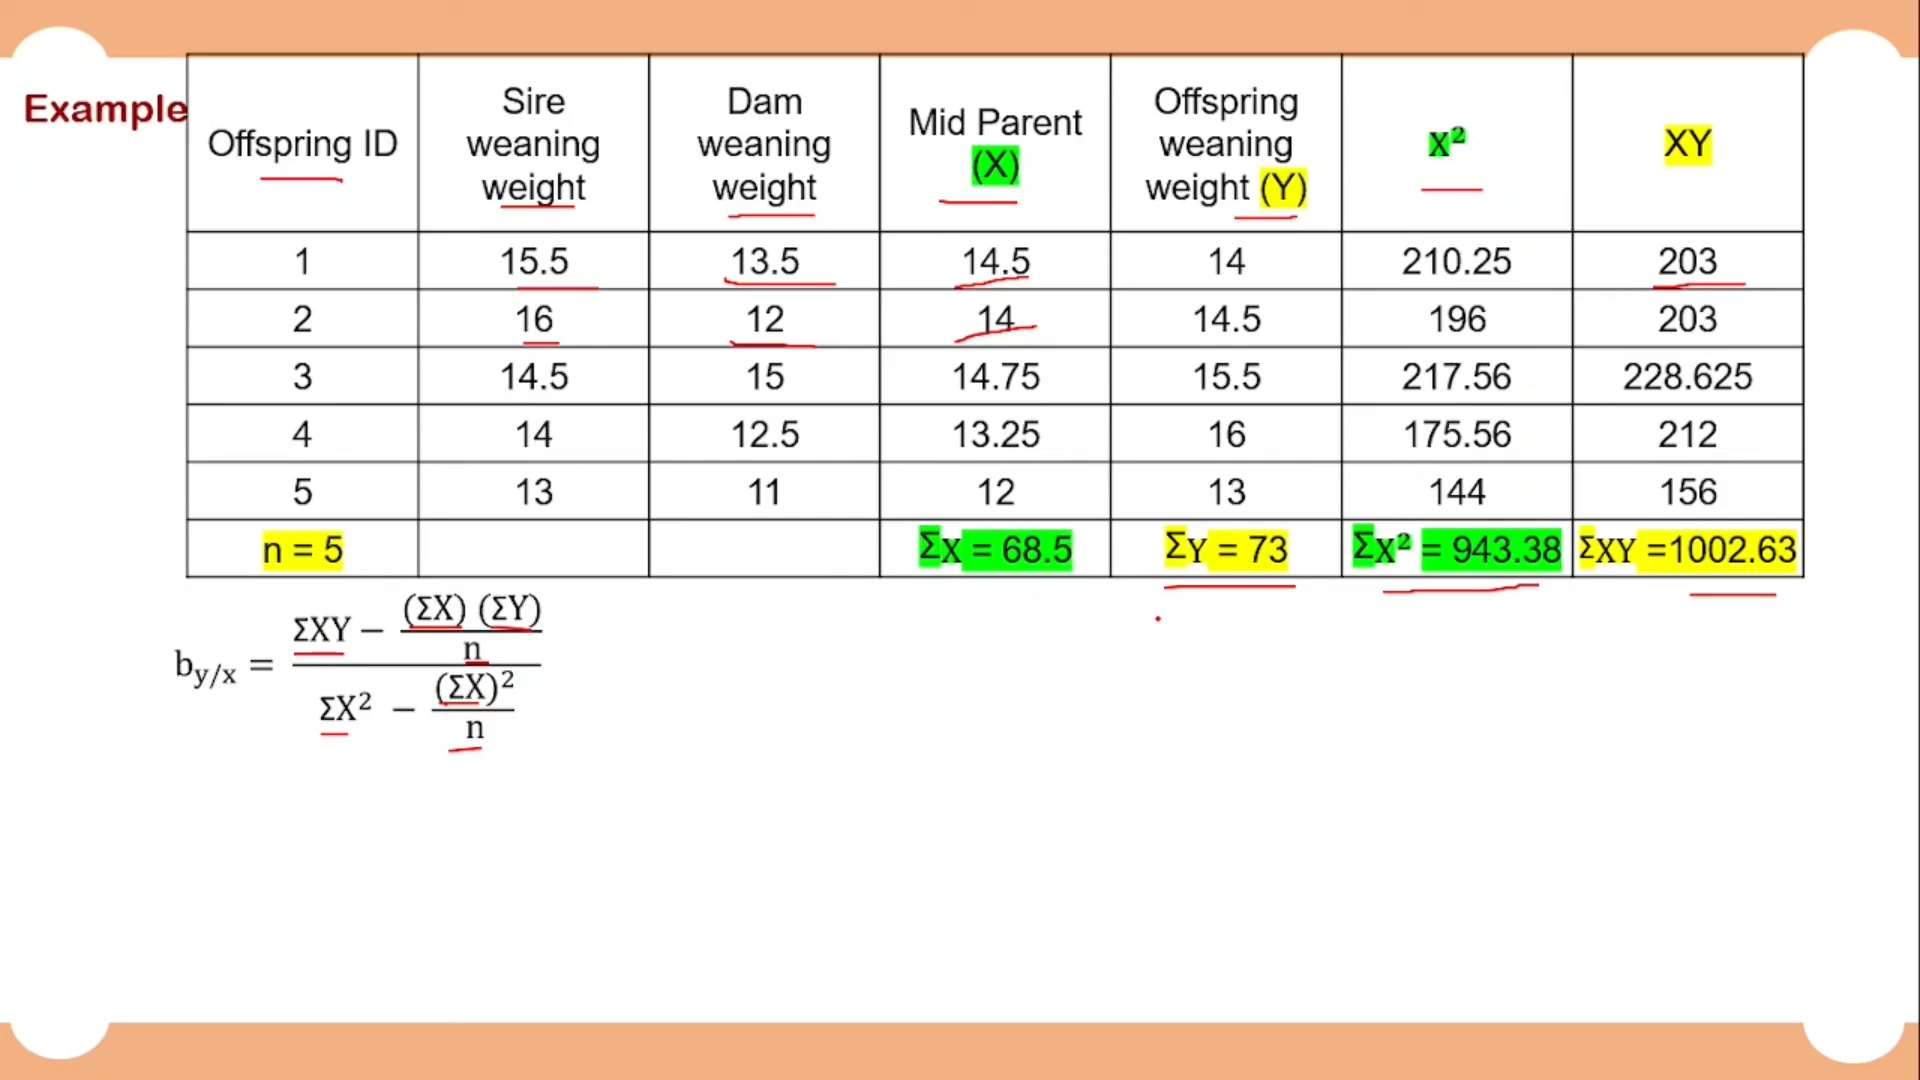 Example
Offspring ID | Sire weaning weight | Dam weaning weight | Mid Parent (X) | Offspring weaning weight (Y) | X² | XY
1 | 15.5 | 13.5 | 14.5 | 14 | 210.25 | 203
2 | 16 | 12 | 14 | 14.5 | 196 | 203
3 | 14.5 | 15 | 14.75 | 15.5 | 217.56 | 228.625
4 | 14 | 12.5 | 13.25 | 16 | 175.56 | 212
5 | 13 | 11 | 12 | 13 | 144 | 156
n = 5 | | | ΣX = 68.5 | ΣY = 73 | ΣX² = 943.38 | ΣXY =1002.63
ΣXY − (ΣX) (ΣY)
n
b_y/x =
ΣX² − (ΣX)²
n